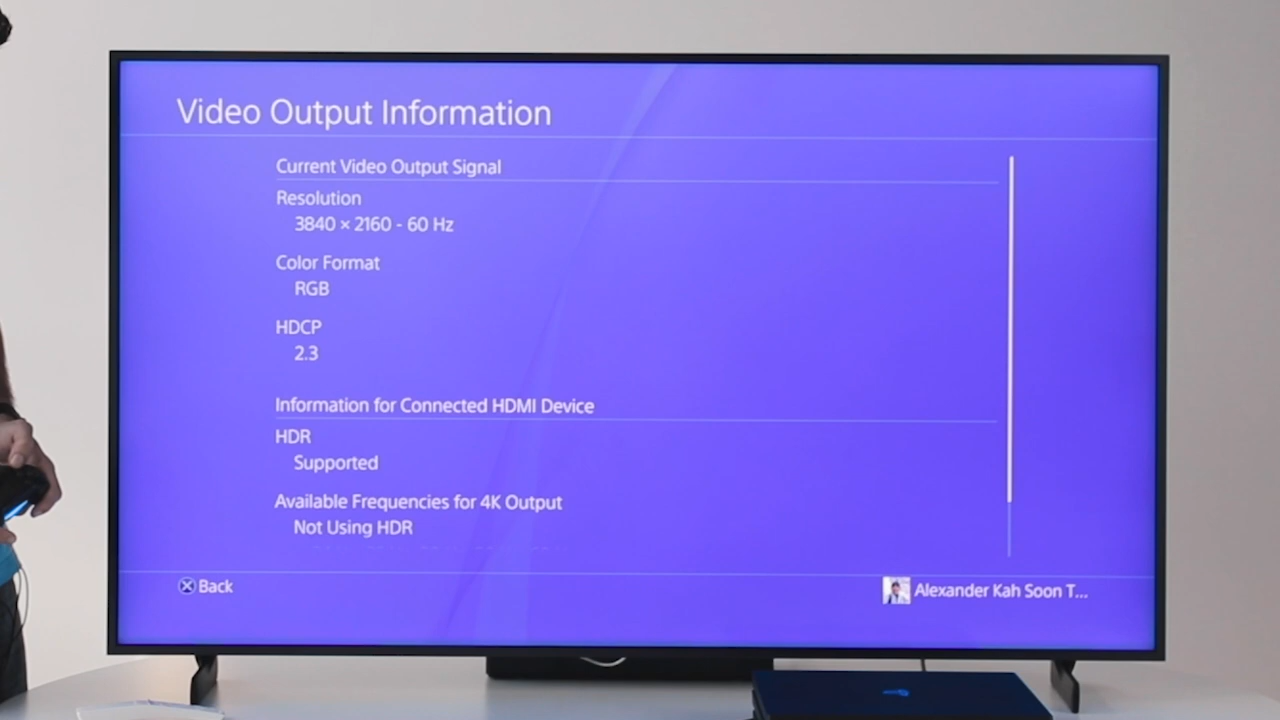 Video Output Information
Current Video Output Signal
Resolution
3840 × 2160 - 60 Hz
Color Format
RGB
HDCP
2.3
Information for Connected HDMI Device
HDR
Supported
Available Frequencies for 4K Output
Not Using HDR
Back
Alexander Kah Soon T...